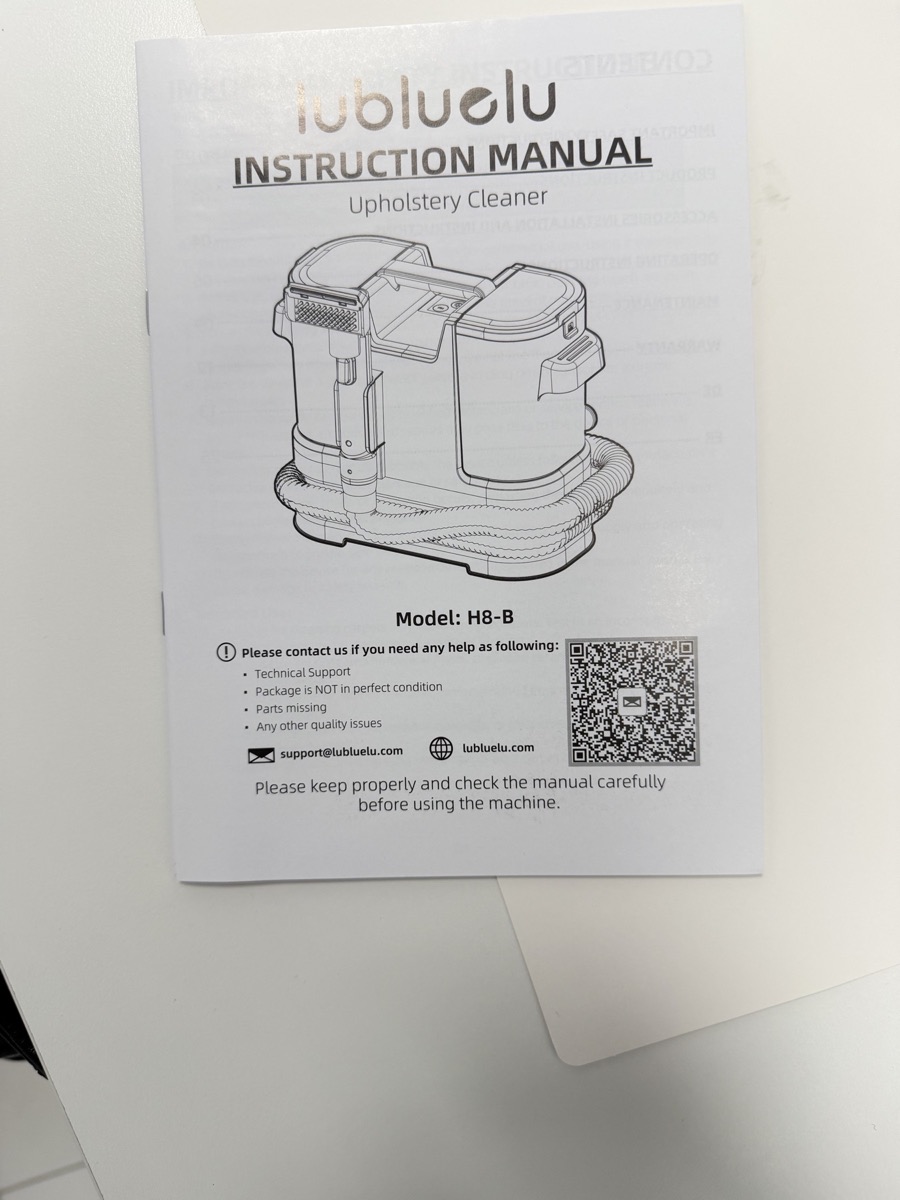 lubluelu
INSTRUCTION MANUAL
Upholstery Cleaner
Model: H8-B
! Please contact us if you need any help as following:
• Technical Support
• Package is NOT in perfect condition
• Parts missing
• Any other quality issues
support@lubluelu.com lubluelu.com
Please keep properly and check the manual carefully
before using the machine.